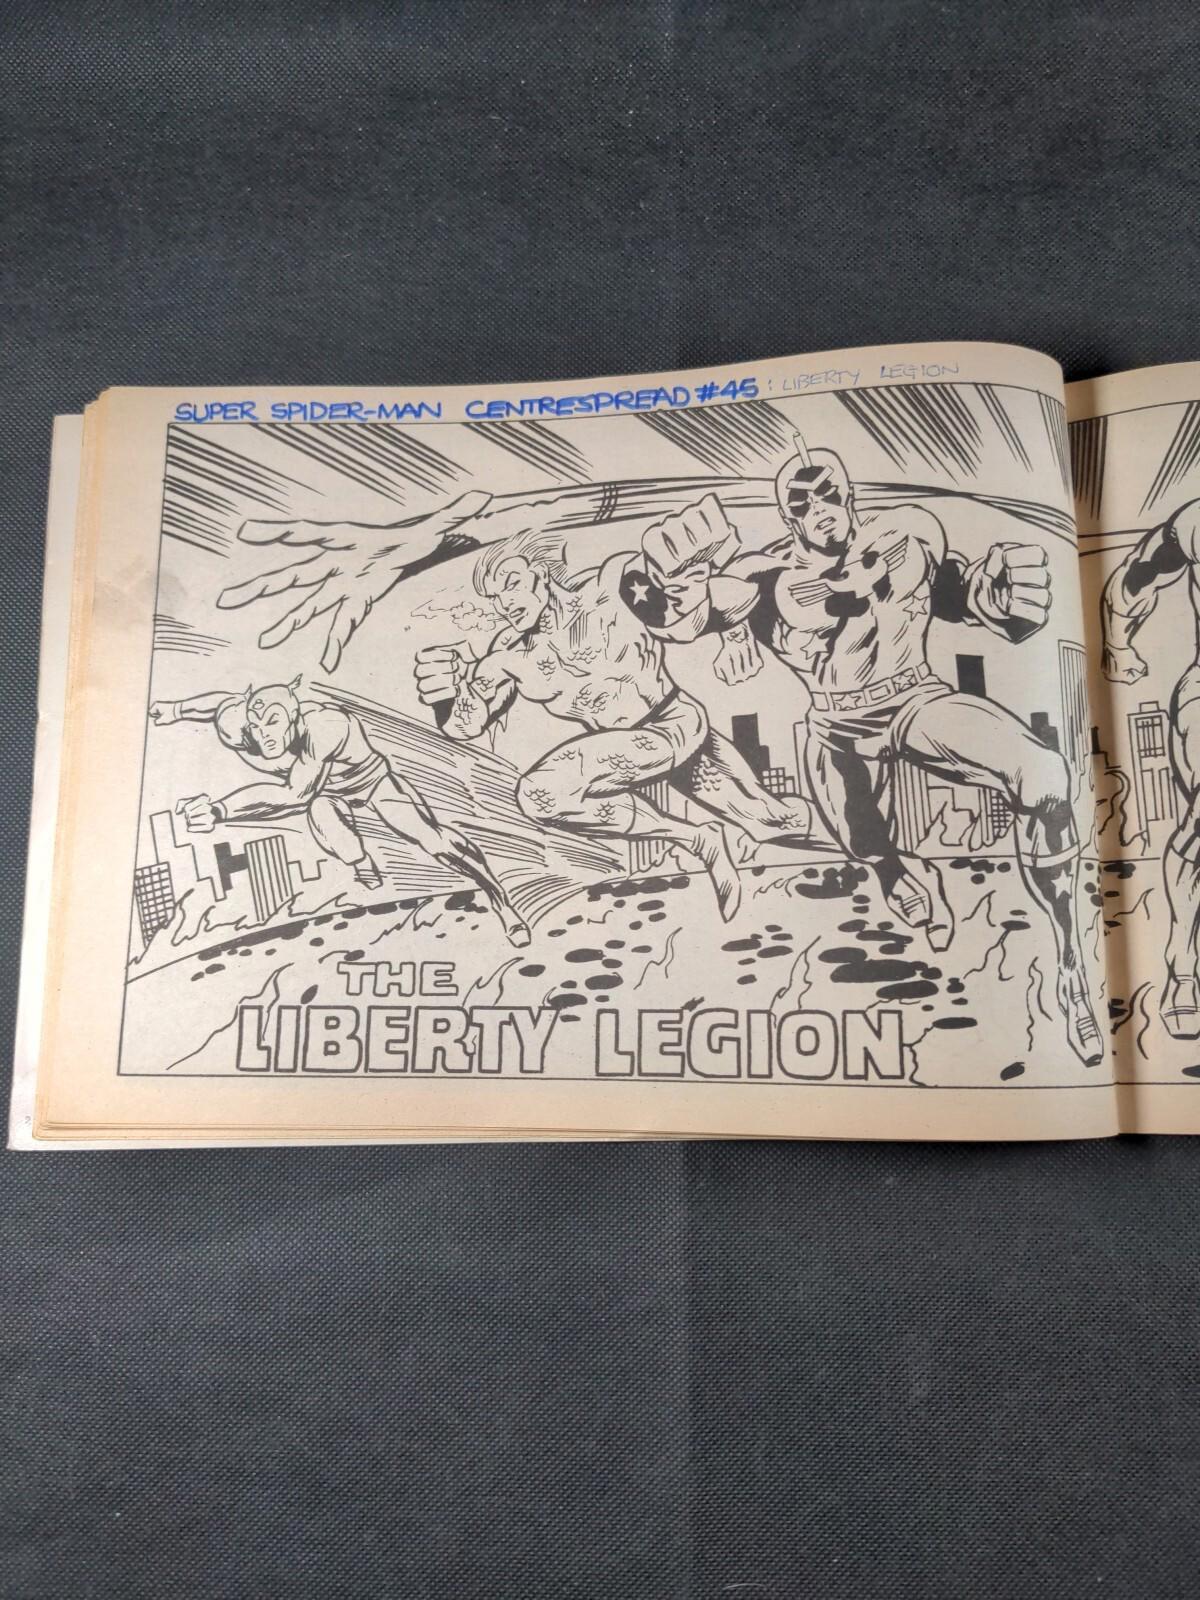 SUPER SPIDER-MAN CENTRESPREAD #45 : LIBERTY LEGION
THE
LIBERTY LEGION